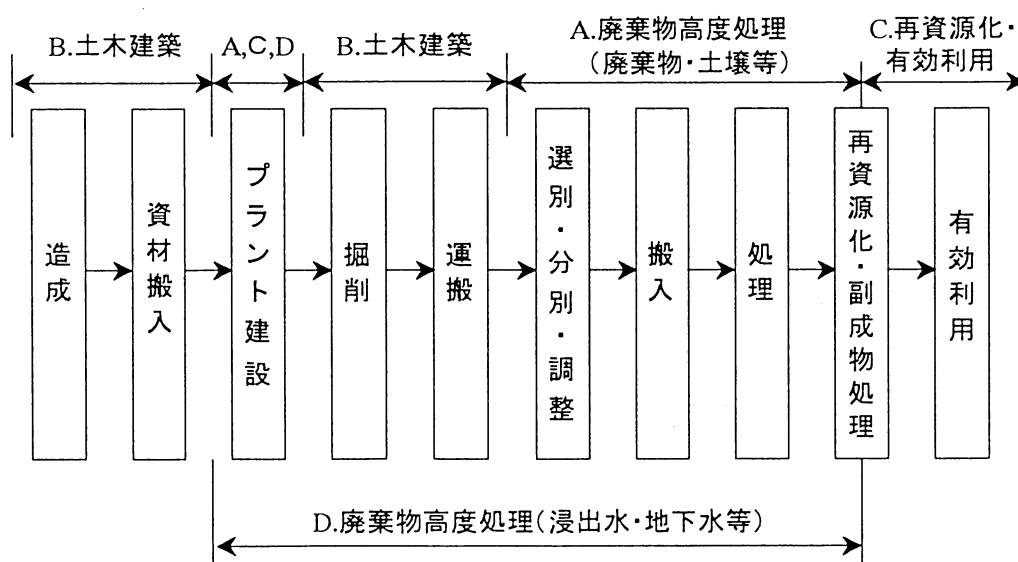 B.土木建築
A,C,D
B.土木建築
A.廃棄物高度処理
(廃棄物・土壌等)
C.再資源化・
有効利用
造成
資材搬入
プラント建設
掘削
運搬
選別・分別・調整
搬入
処理
再資源化・副成物処理
有効利用
D.廃棄物高度処理(浸出水・地下水等)